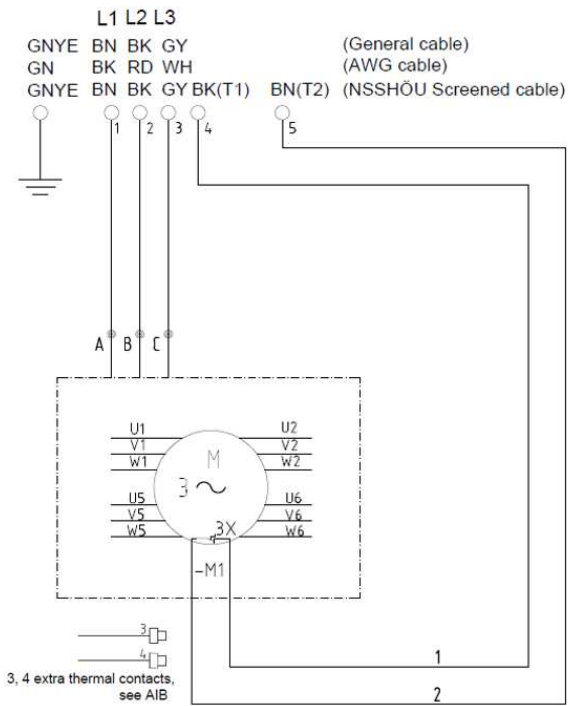 L1 L2 L3
GNYE BN BK GY (General cable)
GN BK RD WH (AWG cable)
GNYE BN BK GY BK(T1) BN(T2) (NSSHÖU Screened cable)
1 2 3 4 5
A B C
U1 U2
V1 M V2
W1 W2
3
U5 U6
V5 V6
W5 3X W6
-M1
3
4 1
3, 4 extra thermal contacts,
see AIB 2